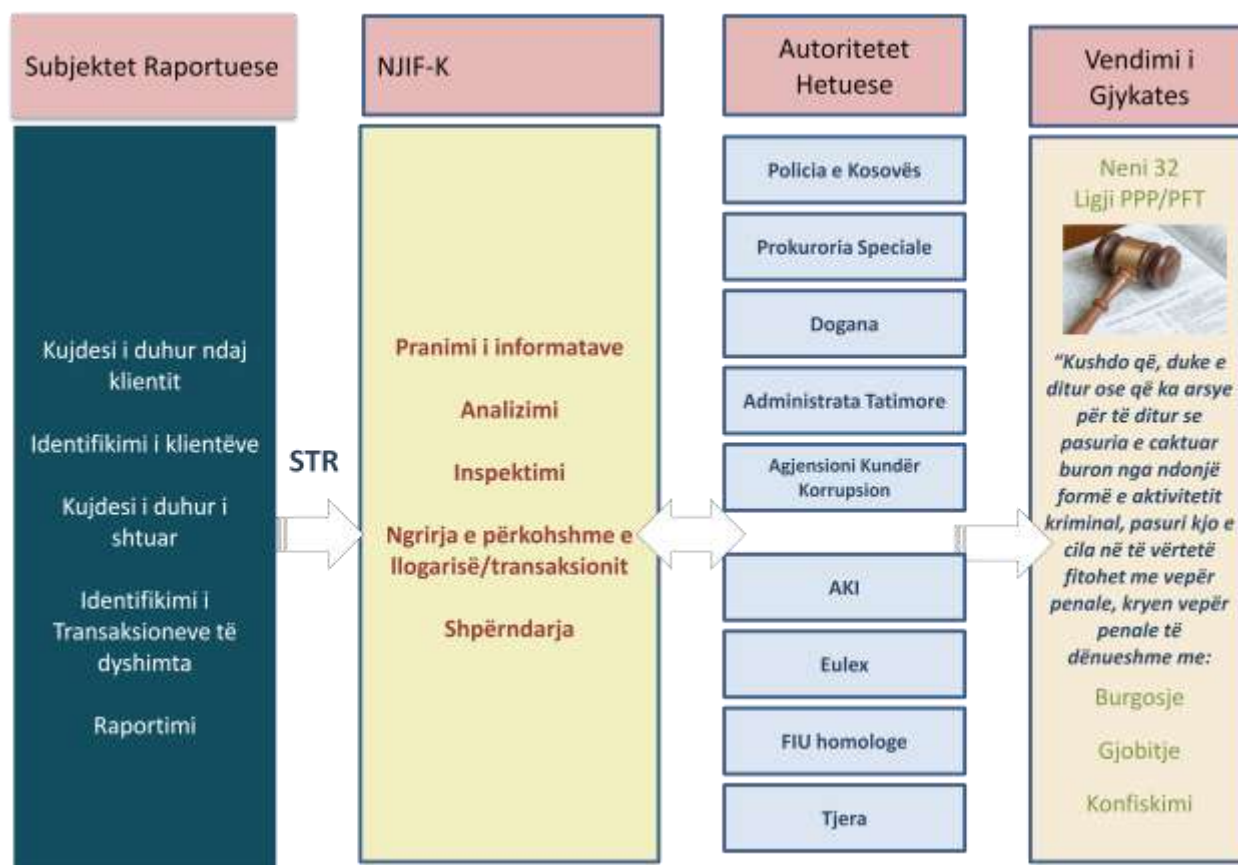 Subjektet Raportuese
Kujdesi i duhur ndaj
klientit
Identifikimi i klientëve
Kujdesi i duhur i
shtuar
Identifikimi i
Transaksioneve të
dyshimta
Raportimi
STR
NJIF-K
Pranimi i informatave
Analizimi
Inspektimi
Ngrirja e përkohshme e
llogarisë/transaksionit
Shpërndarja
Autoritetet
Hetuese
Policia e Kosovës
Prokuroria Speciale
Dogana
Administrata Tatimore
Agjensioni Kundër
Korrupsion
AKI
Eulex
FIU homologe
Tjera
Vendimi i
Gjykates
Neni 32
Ligji PPP/PFT
"Kushdo që, duke e
ditur ose që ka arsye
për të ditur se
pasuria e caktuar
buron nga ndonjë
formë e aktivitetit
kriminal, pasuri kjo e
cila në të vërtetë
fitohet me vepër
penale, kryen vepër
penale të
dënueshme me:
Burgosje
Gjobitje
Konfiskimi